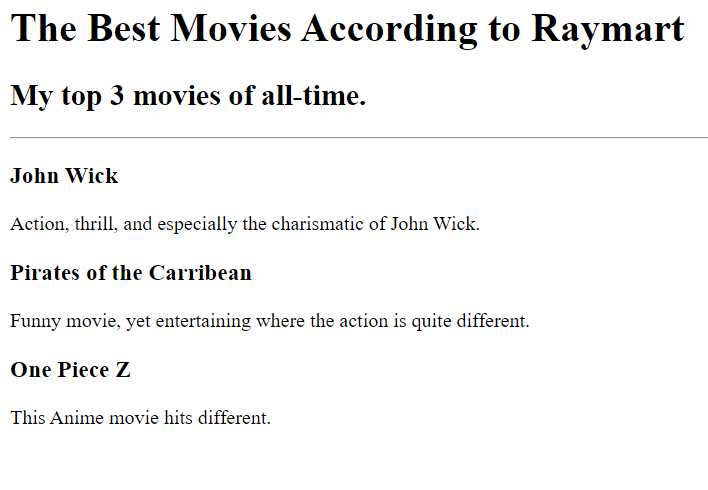 The Best Movies According to Raymart
My top 3 movies of all-time.
John Wick
Action, thrill, and especially the charismatic of John Wick.
Pirates of the Carribean
Funny movie, yet entertaining where the action is quite different.
One Piece Z
This Anime movie hits different.